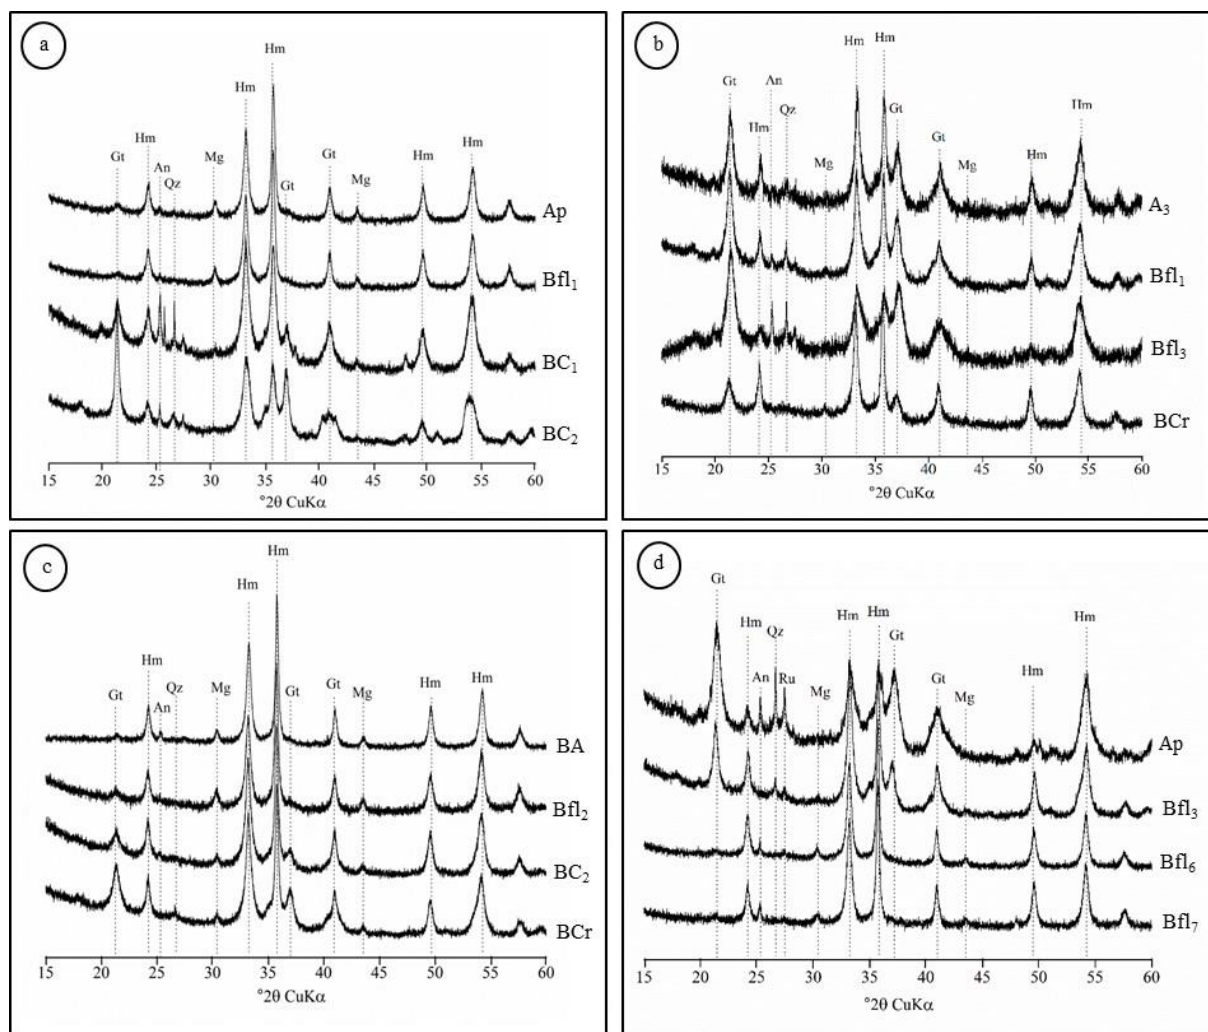 a
Hm
Hm
Hm
Gt
An
Qz
Mg
Gt
Gt
Mg
Hm
Hm
Ap
Bfl1
BC1
BC2
15 20 25 30 35 40 45 50 55 60
°2θ CuKα
b
Hm
Hm
Gt
An
Hm
Qz
Mg
Gt
Gt
Mg
Hm
Hm
A3
Bfl1
Bfl3
BCr
15 20 25 30 35 40 45 50 55 60
°2θ CuKα
c
Hm
Hm
Gt
Hm
An
Qz
Mg
Gt
Gt
Mg
Hm
Hm
BA
Bfl2
BC2
BCr
15 20 25 30 35 40 45 50 55 60
°2θ CuKα
d
Gt
Hm
An
Qz
Ru
Mg
Hm
Hm
Gt
Gt
Mg
Hm
Hm
Ap
Bfl3
Bfl6
Bfl7
15 20 25 30 35 40 45 50 55 60
°2θ CuKα